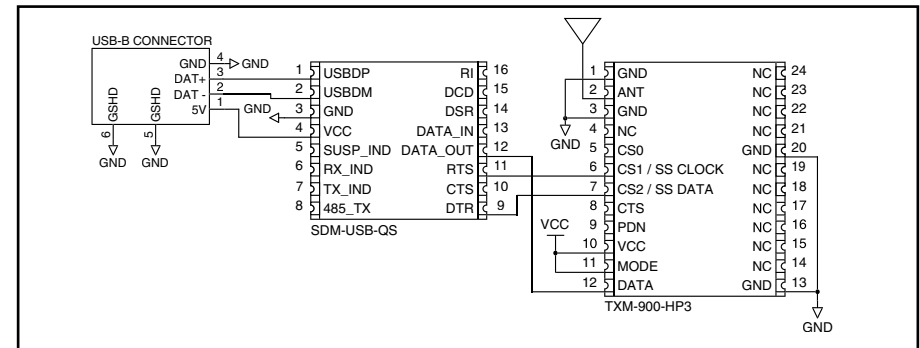 USB-B CONNECTOR
GND 4 GND
DAT+ 3
DAT - 2
5V 1
GSHD 6 GND
GSHD 5 GND
1 USBDP RI 16
2 USBDM DCD 15
GND 3 GND DSR 14
4 VCC DATA_IN 13
5 SUSP_IND DATA_OUT 12
6 RX_IND RTS 11
7 TX_IND CTS 10
8 485_TX DTR 9
SDM-USB-QS
1 GND NC 24
2 ANT NC 23
3 GND NC 22
GND
4 NC NC 21
5 CS0 GND 20
6 CS1 / SS CLOCK NC 19
7 CS2 / SS DATA NC 18
8 CTS NC 17
VCC
9 PDN NC 16
10 VCC NC 15
11 MODE NC 14
12 DATA GND 13
TXM-900-HP3
GND